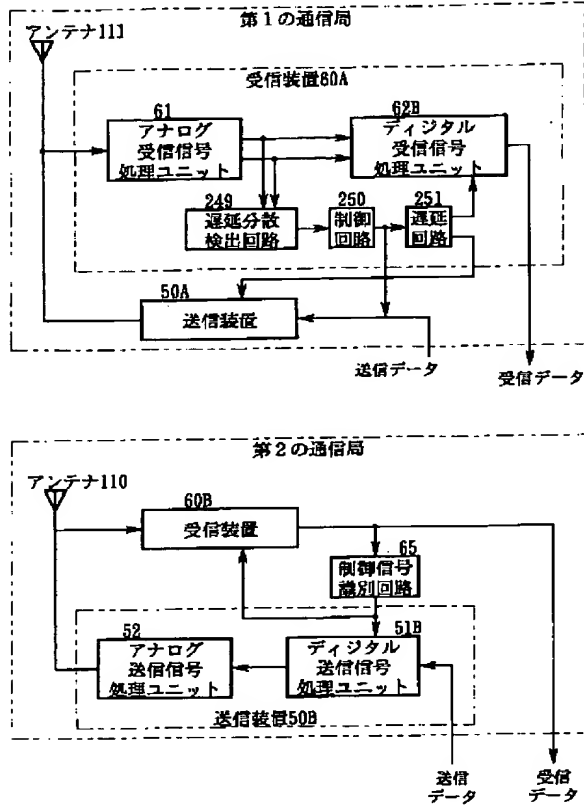 第1の通信局
アンテナ111
受信装置60A
61
アナログ
受信信号
処理ユニット
62B
ディジタル
受信信号
処理ユニット
249
遅延分散
検出回路
250
制御
回路
251
遅延
回路
50A
送信装置
送信データ
受信データ
第2の通信局
アンテナ110
60B
受信装置
65
制御信号
識別回路
52
アナログ
送信信号
処理ユニット
51B
ディジタル
送信信号
処理ユニット
送信装置50B
送信
データ
受信
データ